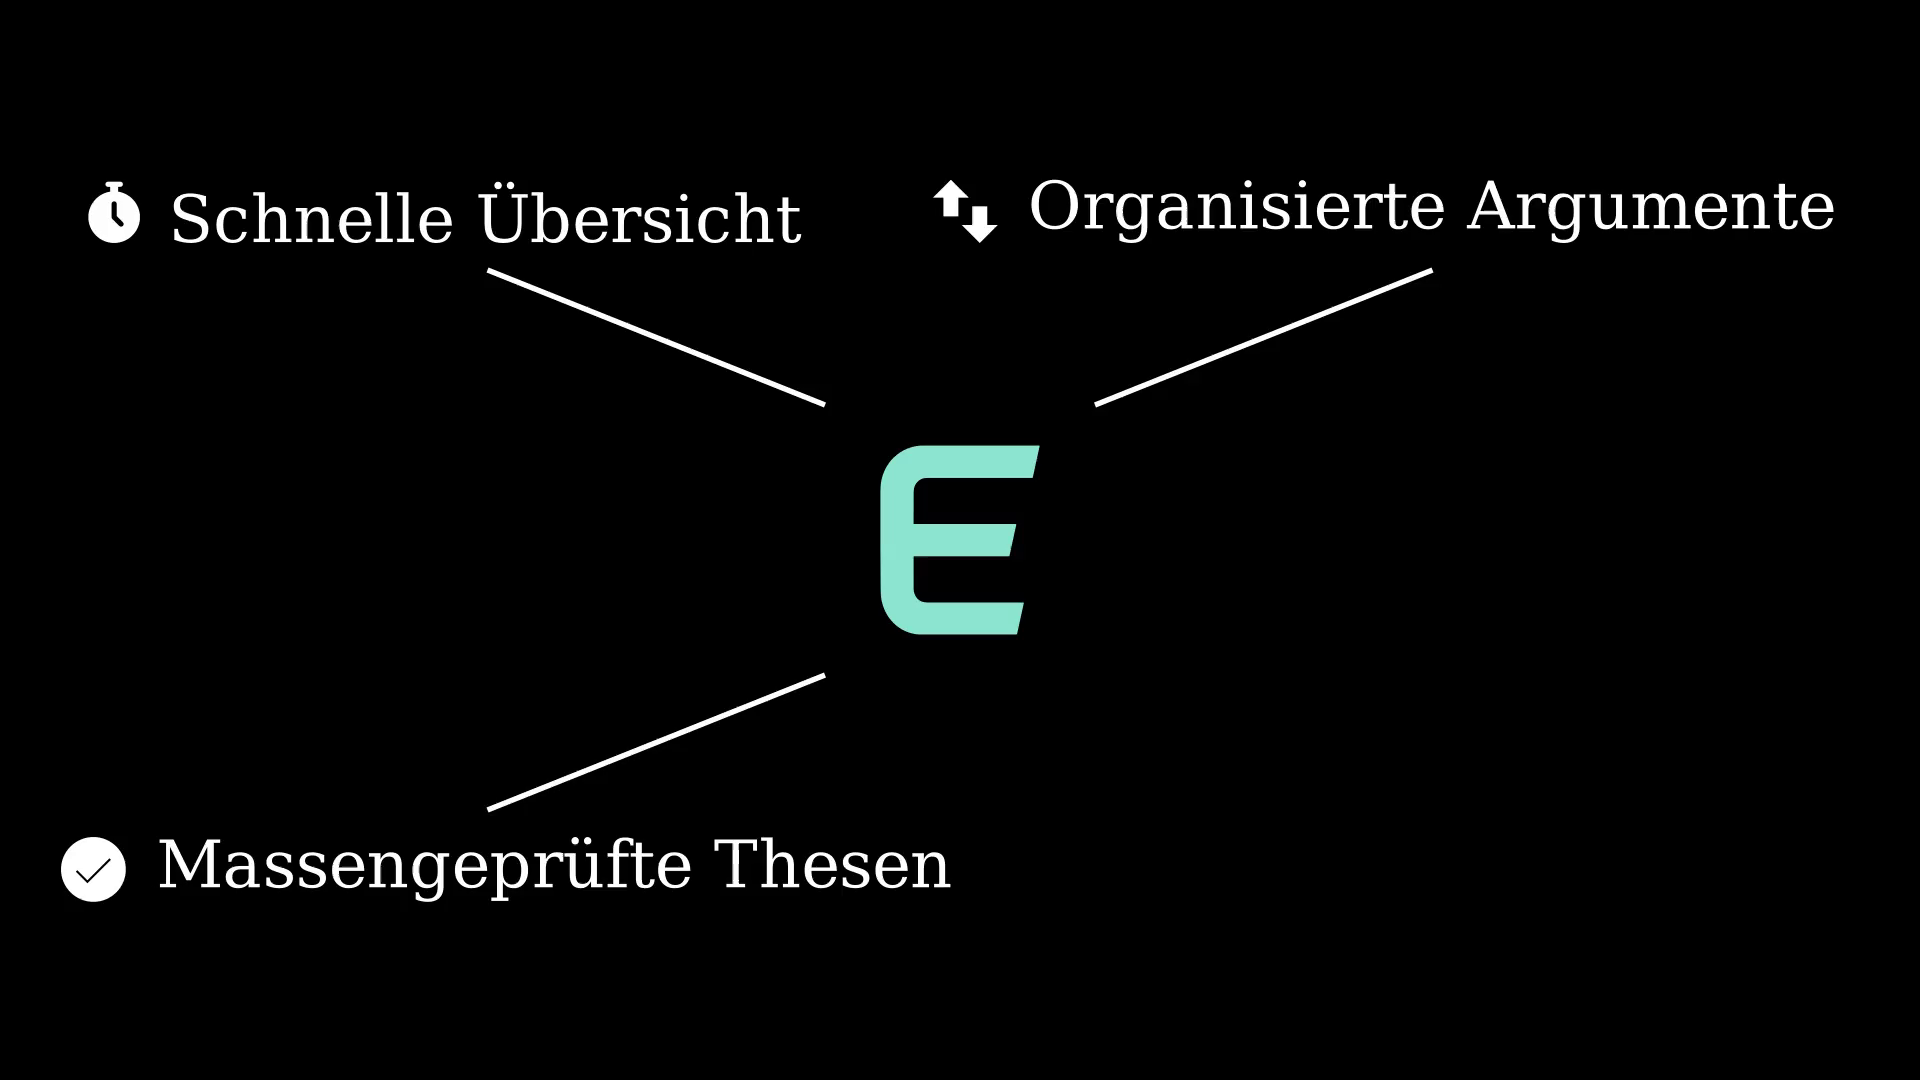 Schnelle Übersicht
Organisierte Argumente
E
Massengeprüfte Thesen